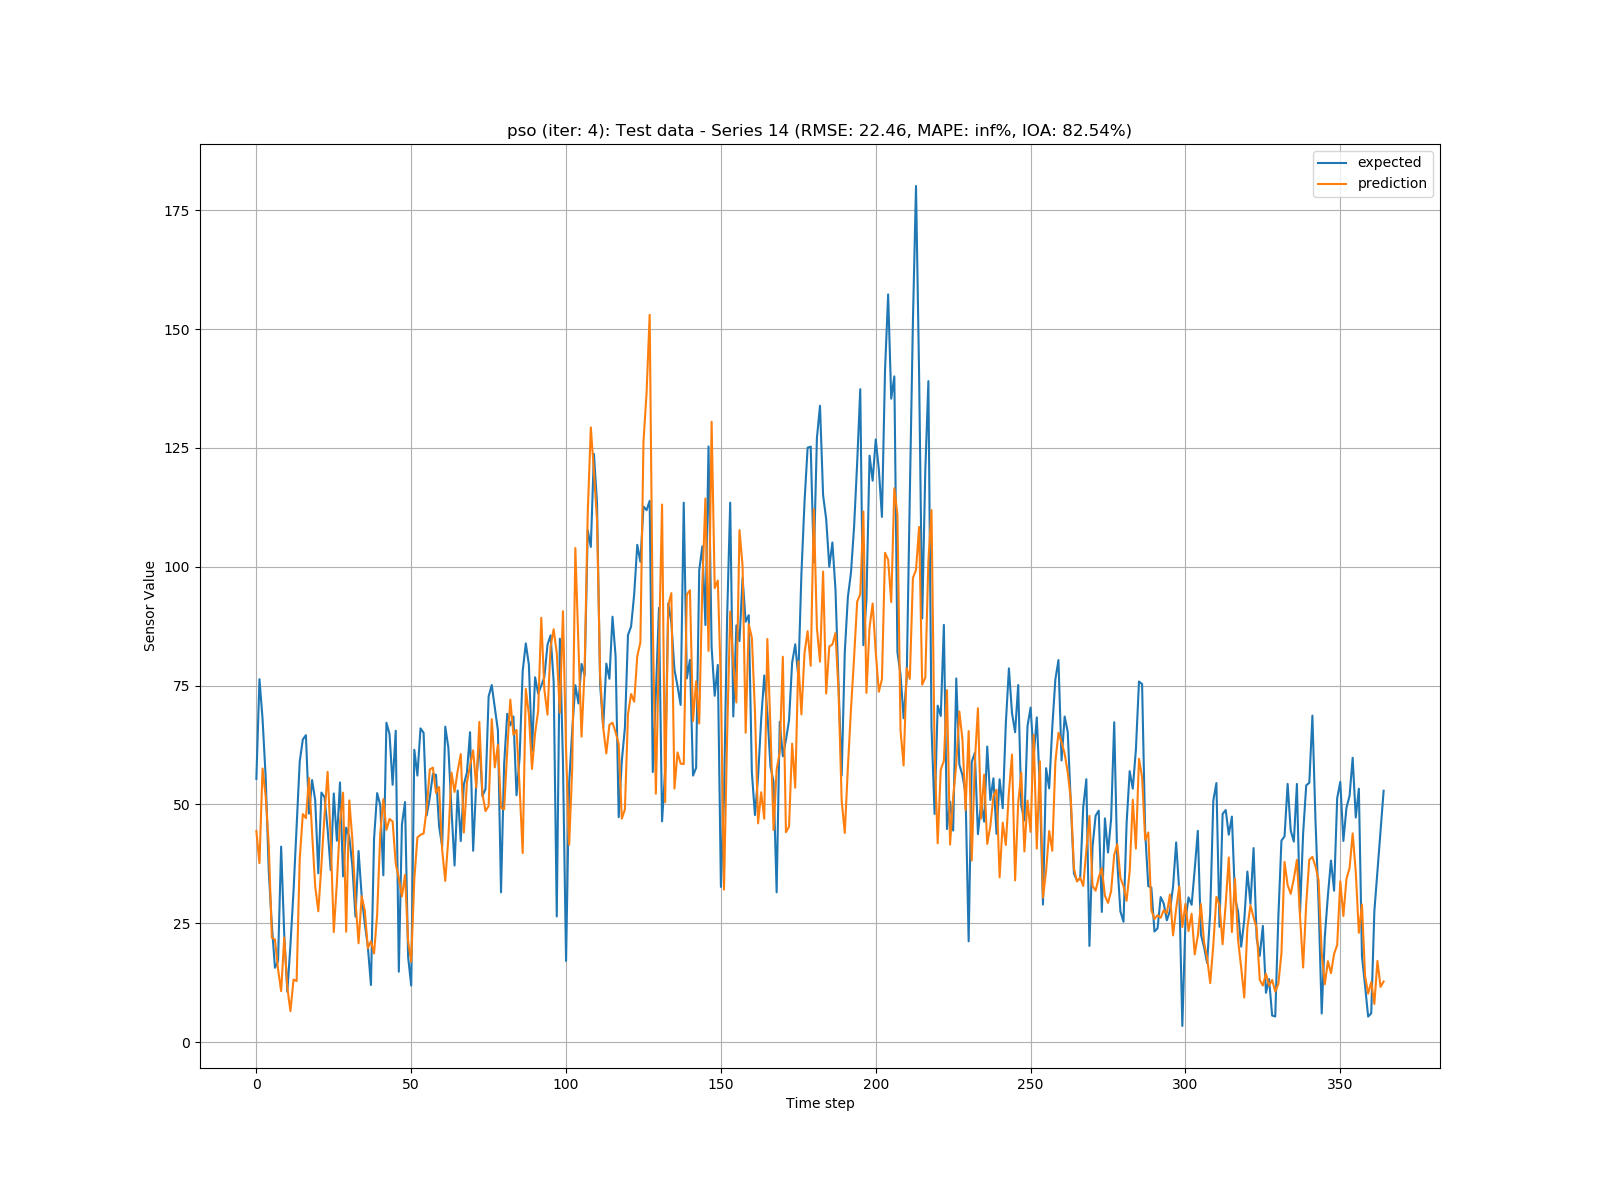 pso (iter: 4): Test data - Series 14 (RMSE: 22.46, MAPE: inf%, IOA: 82.54%)
expected
prediction
175
150
125
100
75
50
25
0
Sensor Value
0 50 100 150 200 250 300 350
Time step